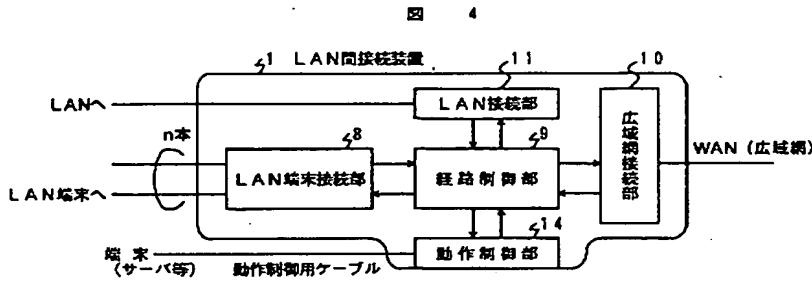 図 4
1 LAN間接続装置
11
10
LANへ
LAN接続部
n本
8
9
広域網接続部
WAN（広域網）
LAN端末接続部
経路制御部
LAN端末へ
14
端末
（サーバ等）
動作制御用ケーブル
動作制御部